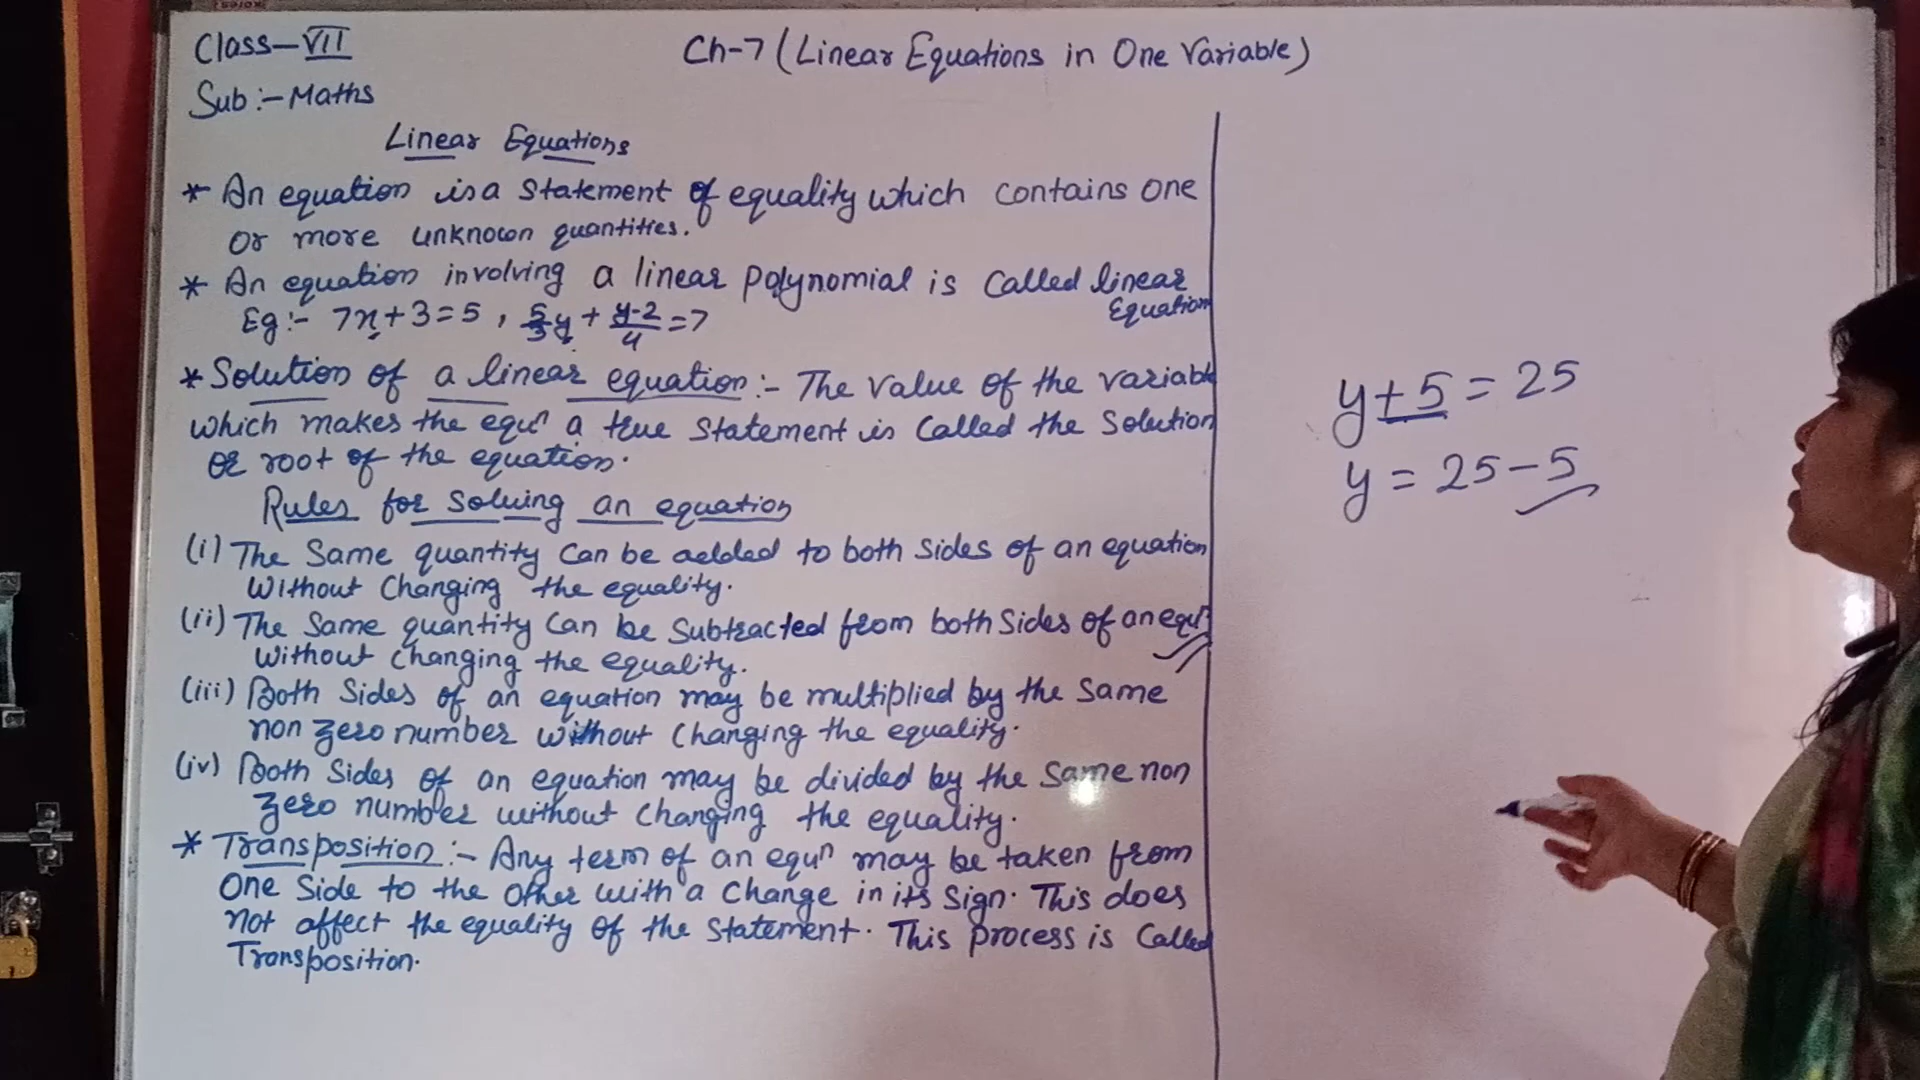 Class-VII
Sub:-Maths
Ch-7 (Linear Equations in One Variable)
Linear Equations
* An equation is a statement of equality which contains one
or more unknown quantities.
* An equation involving a linear polynomial is called linear
Equation
Eg:- 7x+3=5, 5/3 y + y-2/4 = 7
* Solution of a linear equation:- The value of the variable
which makes the equⁿ a true statement is called the solution
or root of the equation.
Rules for solving an equation
(i) The same quantity can be added to both sides of an equation
without changing the equality.
(ii) The same quantity can be subtracted from both sides of an equⁿ
without changing the equality.
(iii) Both sides of an equation may be multiplied by the same
non zero number without changing the equality.
(iv) Both sides of an equation may be divided by the same non
zero number without changing the equality.
* Transposition:- Any term of an equⁿ may be taken from
one side to the other with a change in its sign. This does
not affect the equality of the statement. This process is called
Transposition.
y+5=25
y=25-5